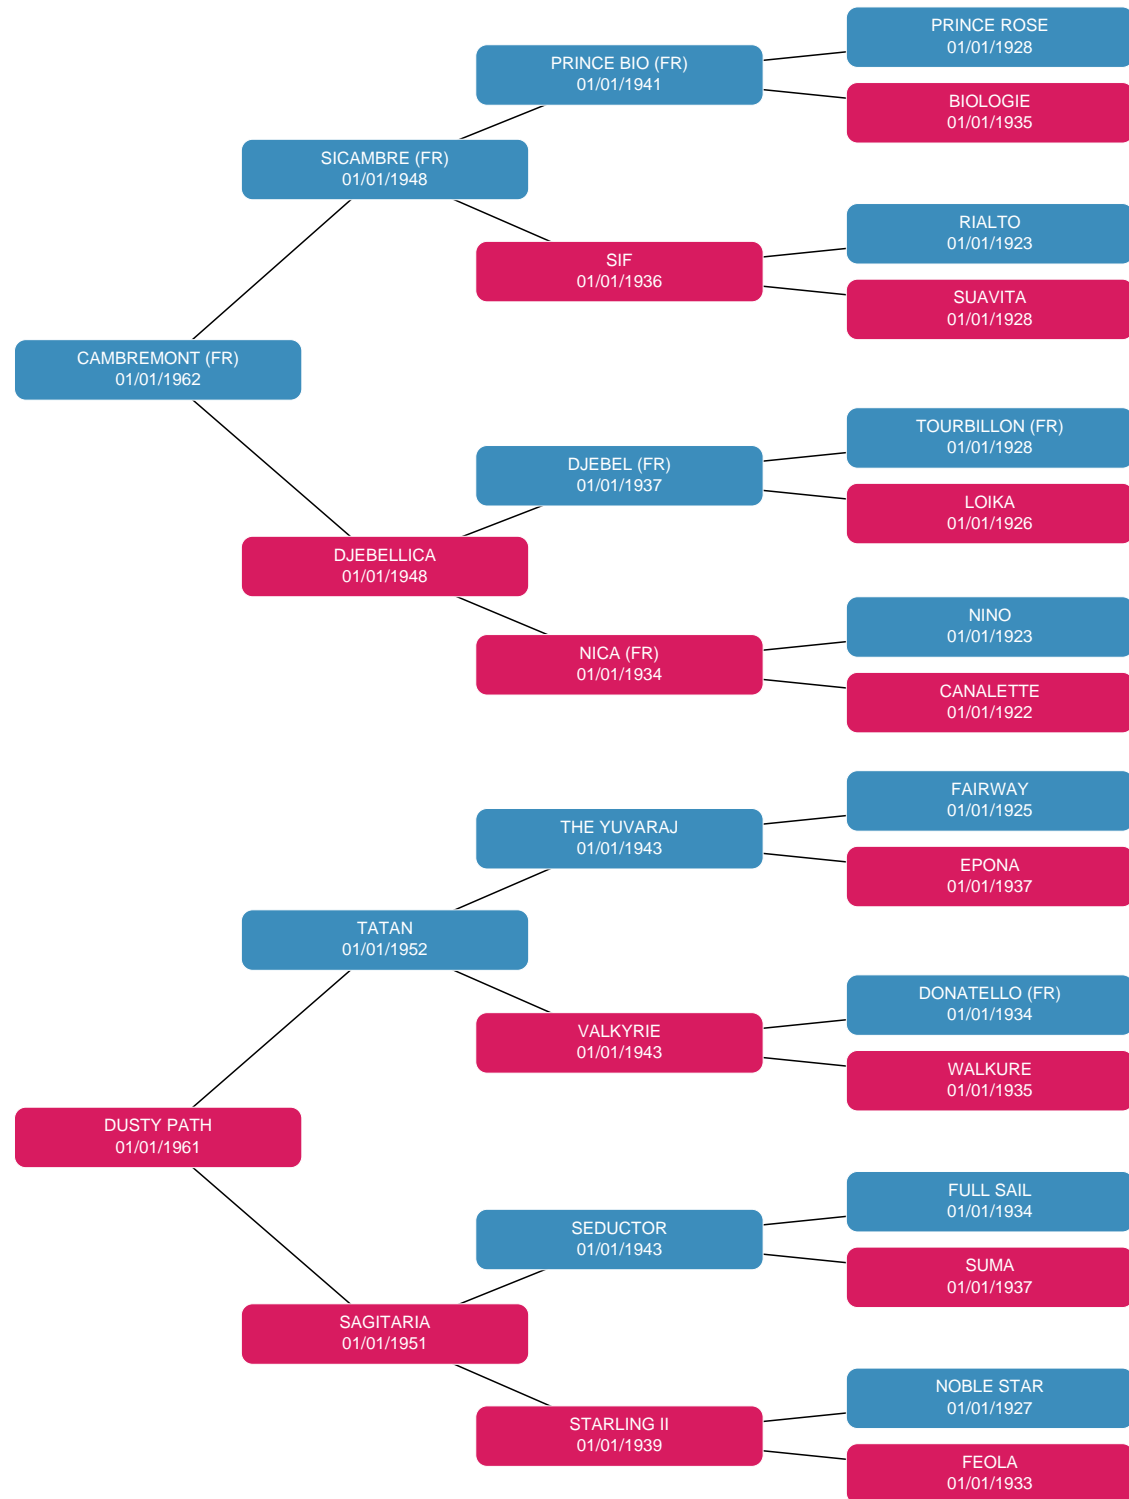 PRINCE ROSE
01/01/1928
PRINCE BIO (FR)
01/01/1941
BIOLOGIE
01/01/1935
SICAMBRE (FR)
01/01/1948
RIALTO
01/01/1923
SIF
01/01/1936
SUAVITA
01/01/1928
CAMBREMONT (FR)
01/01/1962
TOURBILLON (FR)
01/01/1928
DJEBEL (FR)
01/01/1937
LOIKA
01/01/1926
DJEBELLICA
01/01/1948
NINO
01/01/1923
NICA (FR)
01/01/1934
CANALETTE
01/01/1922
FAIRWAY
01/01/1925
THE YUVARAJ
01/01/1943
EPONA
01/01/1937
TATAN
01/01/1952
DONATELLO (FR)
01/01/1934
VALKYRIE
01/01/1943
WALKURE
01/01/1935
DUSTY PATH
01/01/1961
FULL SAIL
01/01/1934
SEDUCTOR
01/01/1943
SUMA
01/01/1937
SAGITARIA
01/01/1951
NOBLE STAR
01/01/1927
STARLING II
01/01/1939
FEOLA
01/01/1933